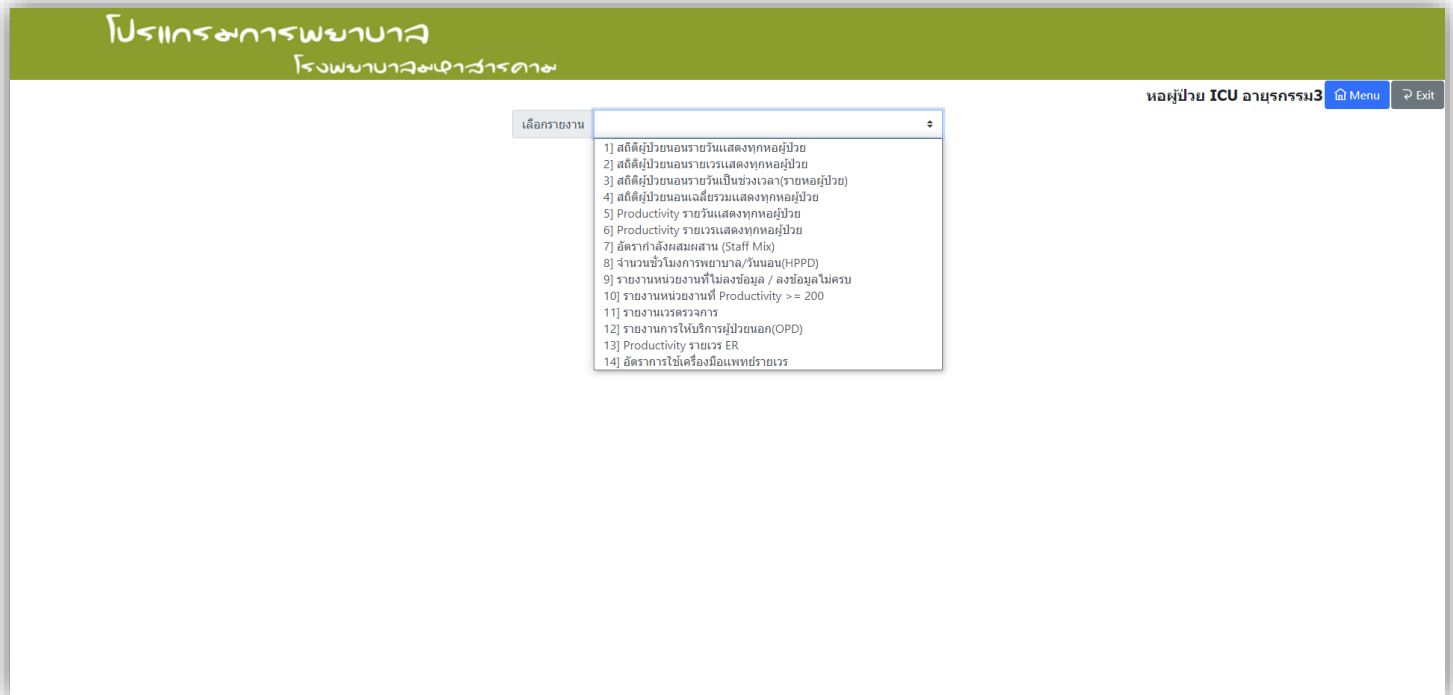 โปรแกรมการพยาบาล
โรงพยาบาลมหาสารคาม
หอผู้ป่วย ICU อายุรกรรม3 Menu Exit
เลือกรายงาน
1] สถิติผู้ป่วยนอนรายวันแสดงทุกหอผู้ป่วย
2] สถิติผู้ป่วยนอนรายเวรแสดงทุกหอผู้ป่วย
3] สถิติผู้ป่วยนอนรายวันเป็นช่วงเวลา(รายหอผู้ป่วย)
4] สถิติผู้ป่วยนอนเฉลี่ยรวมแสดงทุกหอผู้ป่วย
5] Productivity รายวันแสดงทุกหอผู้ป่วย
6] Productivity รายเวรแสดงทุกหอผู้ป่วย
7] อัตรากำลังผสมผสาน (Staff Mix)
8] จำนวนชั่วโมงการพยาบาล/วันนอน(HPPD)
9] รายงานหน่วยงานที่ไม่ลงข้อมูล / ลงข้อมูลไม่ครบ
10] รายงานหน่วยงานที่ Productivity >= 200
11] รายงานเวรตรวจการ
12] รายงานการให้บริการผู้ป่วยนอก(OPD)
13] Productivity รายเวร ER
14] อัตราการใช้เครื่องมือแพทย์รายเวร